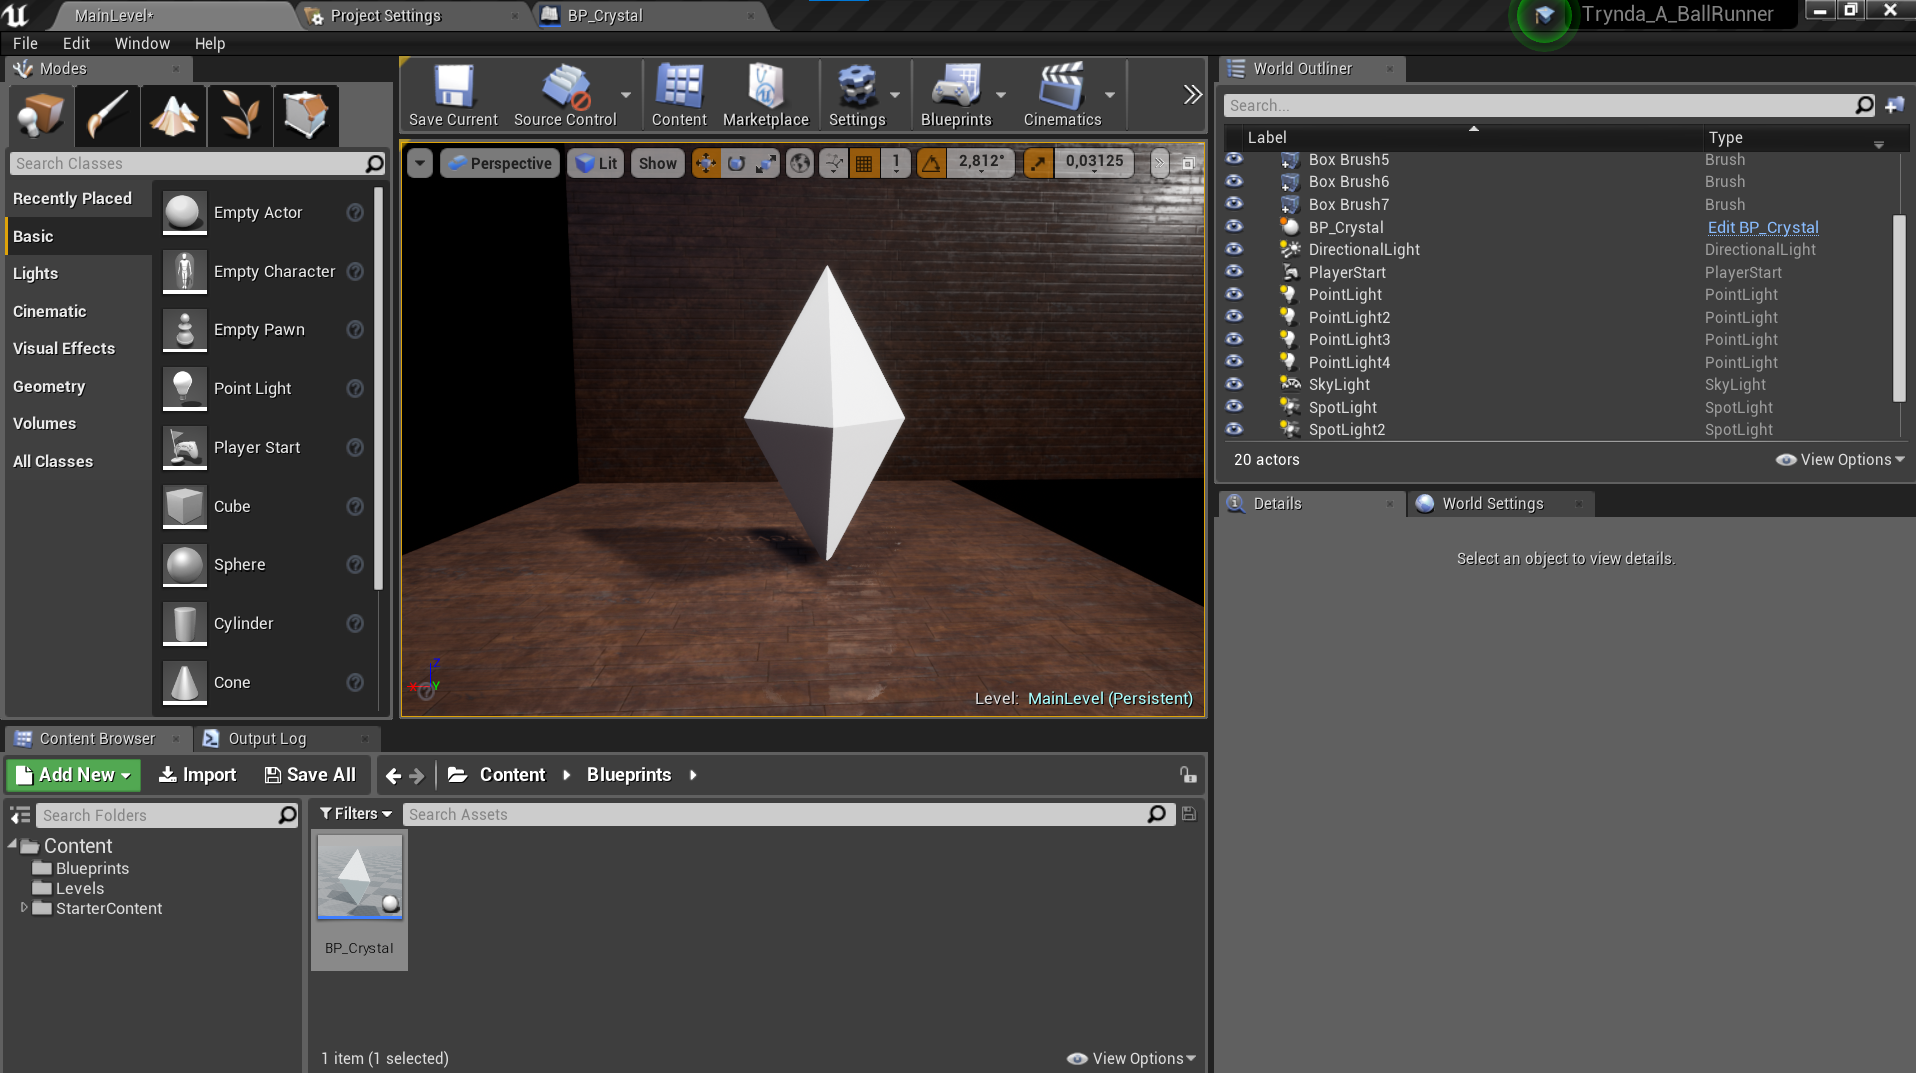 MainLevel*
Project Settings
BP_Crystal
Trynda_A_BallRunner
File
Edit
Window
Help
Modes
Search Classes
Recently Placed
Basic
Lights
Cinematic
Visual Effects
Geometry
Volumes
All Classes
Empty Actor
Empty Character
Empty Pawn
Point Light
Player Start
Cube
Sphere
Cylinder
Cone
Save Current
Source Control
Content
Marketplace
Settings
Blueprints
Cinematics
Perspective
Lit
Show
1
2,812°
0,03125
Z
X
Y
Level: MainLevel (Persistent)
World Outliner
Search...
Label Type
Box Brush5 Brush
Box Brush6 Brush
Box Brush7 Brush
BP_Crystal Edit BP_Crystal
DirectionalLight DirectionalLight
PlayerStart PlayerStart
PointLight PointLight
PointLight2 PointLight
PointLight3 PointLight
PointLight4 PointLight
SkyLight SkyLight
SpotLight SpotLight
SpotLight2 SpotLight
20 actors
View Options
Details
World Settings
Select an object to view details.
Content Browser
Output Log
Add New
Import
Save All
Content
Blueprints
Search Folders
Content
Blueprints
Levels
StarterContent
Filters
Search Assets
BP_Crystal
1 item (1 selected)
View Options